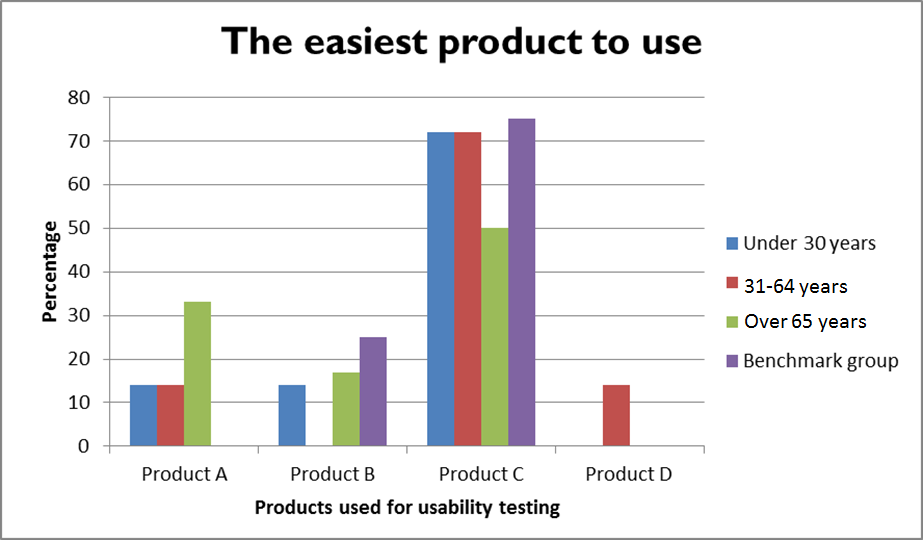 The easiest product to use
80
70
60
50
40
30
20
10
0
Percentage
Product A
Product B
Product C
Product D
Products used for usability testing
Under 30 years
31-64 years
Over 65 years
Benchmark group